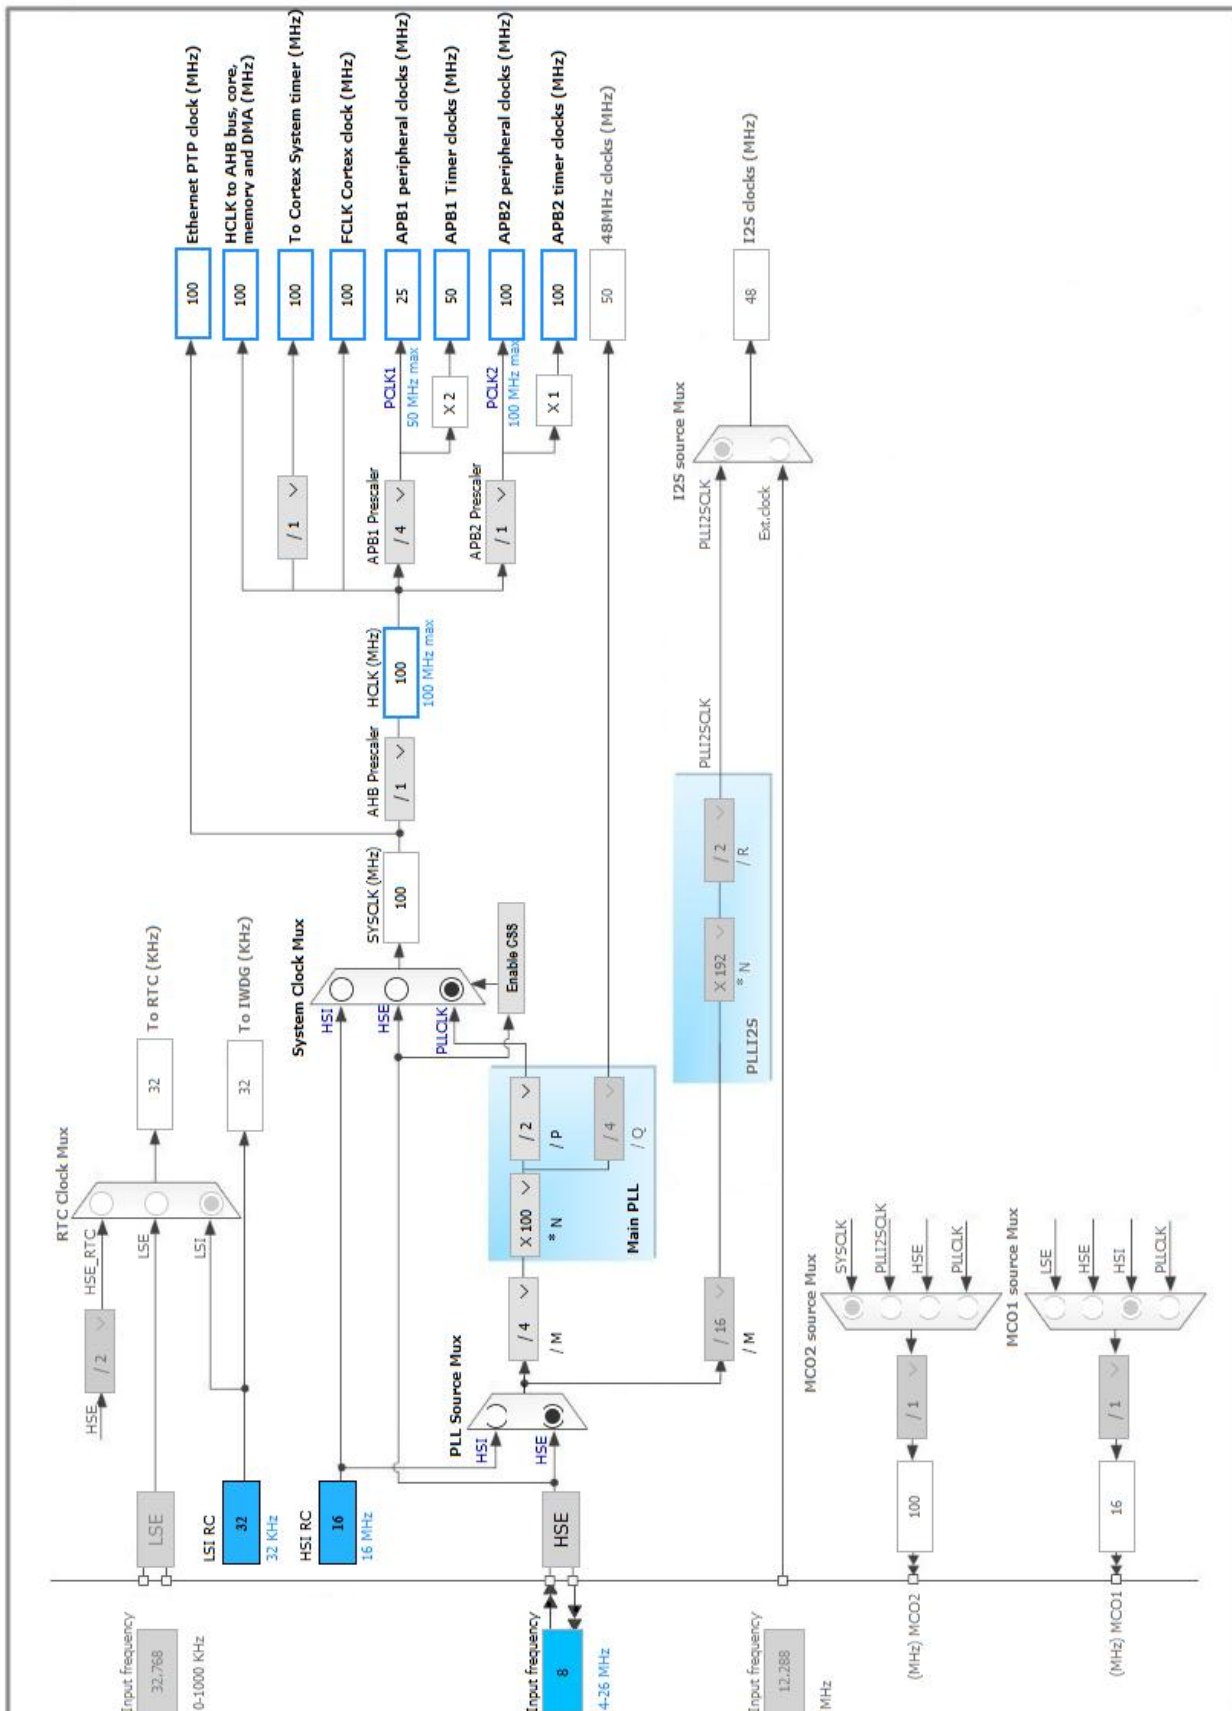 Input frequency
32.768
0-1000 KHz
LSE
HSE
/ 2
HSE_RTC
LSE
LSI
RTC Clock Mux
32
To RTC (KHz)
LSI RC
32
32 KHz
32
To IWDG (KHz)
HSI RC
16
16 MHz
Input frequency
8
4-26 MHz
HSE
PLL Source Mux
HSI
HSE
/ 4
/ M
X 100
* N
/ 2
/ P
/ 4
/ Q
Main PLL
System Clock Mux
HSI
HSE
PLLCLK
Enable CSS
SYSCLK (MHz)
100
AHB Prescaler
/ 1
HCLK (MHz)
100
100 MHz max
/ 1
APB1 Prescaler
/ 4
PCLK1
50 MHz max
X 2
APB2 Prescaler
/ 1
PCLK2
100 MHz max
X 1
100
Ethernet PTP clock (MHz)
100
HCLK to AHB bus, core,
memory and DMA (MHz)
100
To Cortex System timer (MHz)
100
FCLK Cortex clock (MHz)
25
APB1 peripheral clocks (MHz)
50
APB1 Timer clocks (MHz)
100
APB2 peripheral clocks (MHz)
100
APB2 timer clocks (MHz)
50
48MHz clocks (MHz)
/ 16
/ M
X 192
* N
/ 2
/ R
PLLI2S
PLLI2SCLK
PLLI2SCLK
Ext.clock
I2S source Mux
48
I2S clocks (MHz)
Input frequency
12.288
MHz
MCO2 source Mux
SYSCLK
PLLI2SCLK
HSE
PLLCLK
/ 1
100
(MHz) MCO2
MCO1 source Mux
LSE
HSE
HSI
PLLCLK
/ 1
16
(MHz) MCO1